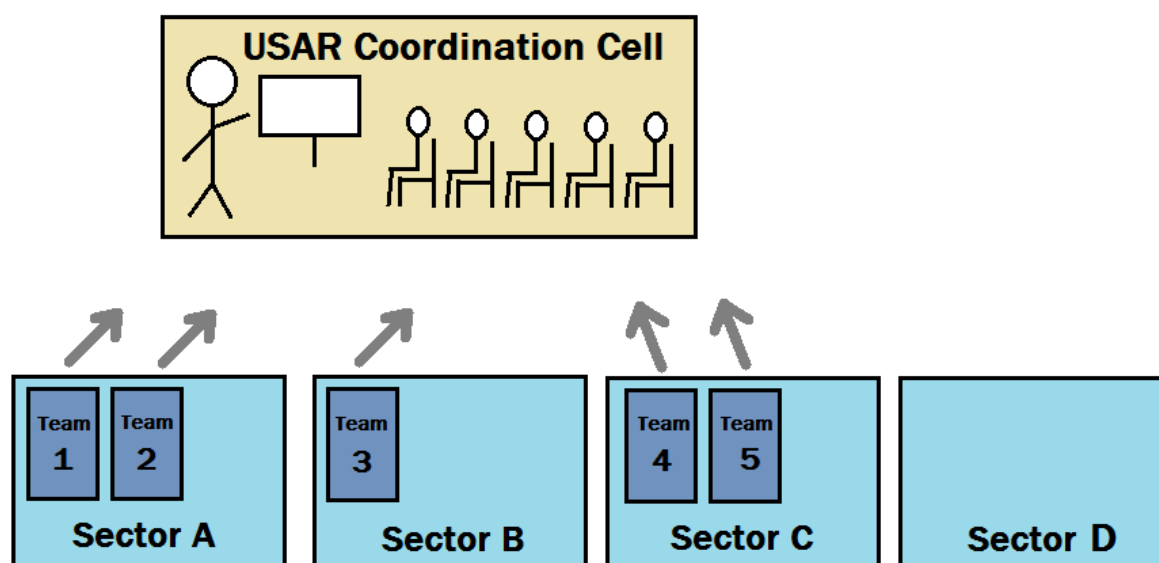 USAR Coordination Cell
Team
1
Team
2
Sector A
Team
3
Sector B
Team
4
Team
5
Sector C
Sector D